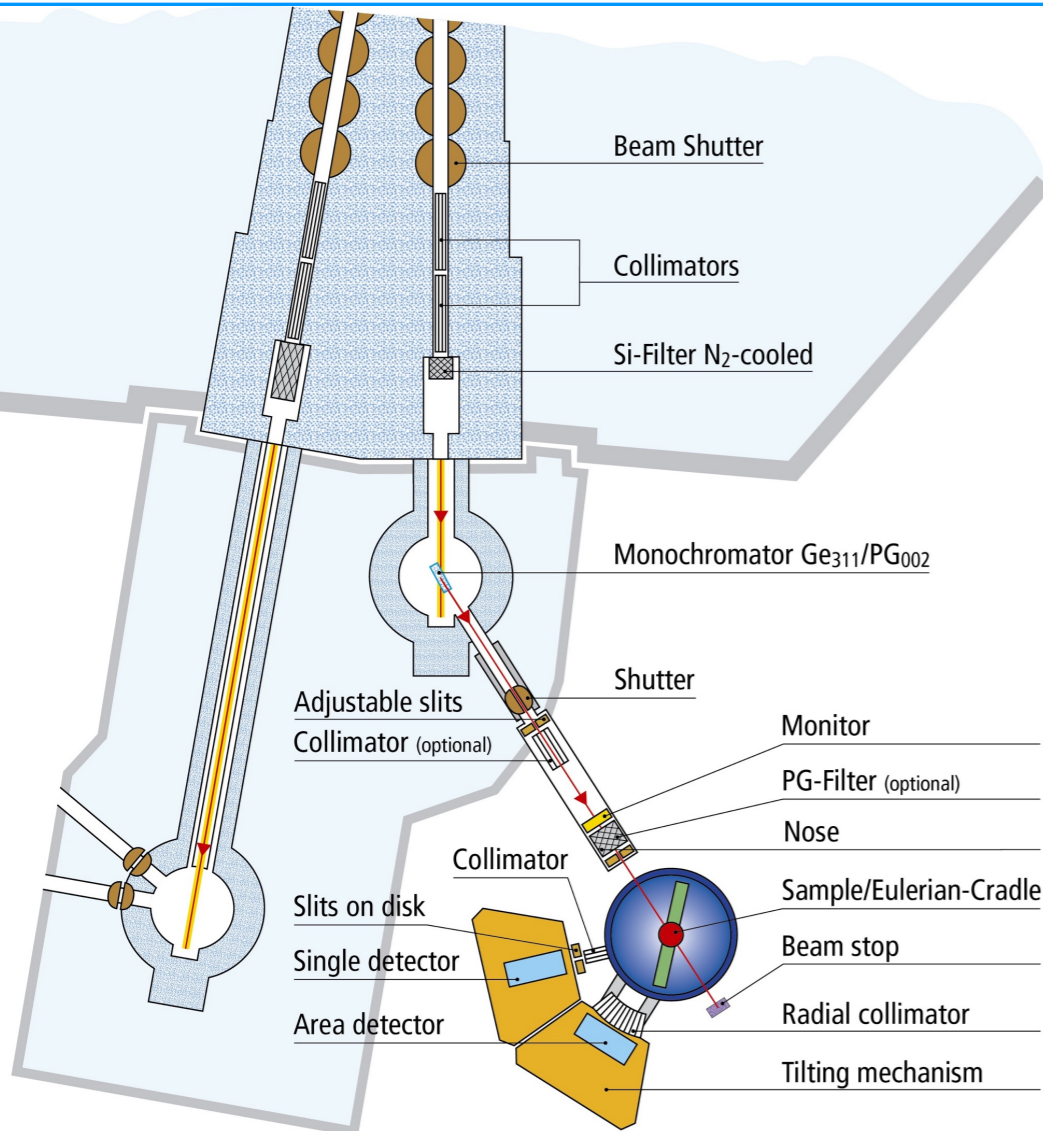 Beam Shutter
Collimators
Si-Filter N₂-cooled
Monochromator Ge₃₁₁/PG₀₀₂
Shutter
Adjustable slits
Collimator (optional)
Monitor
PG-Filter (optional)
Nose
Collimator
Sample/Eulerian-Cradle
Slits on disk
Beam stop
Single detector
Radial collimator
Area detector
Tilting mechanism